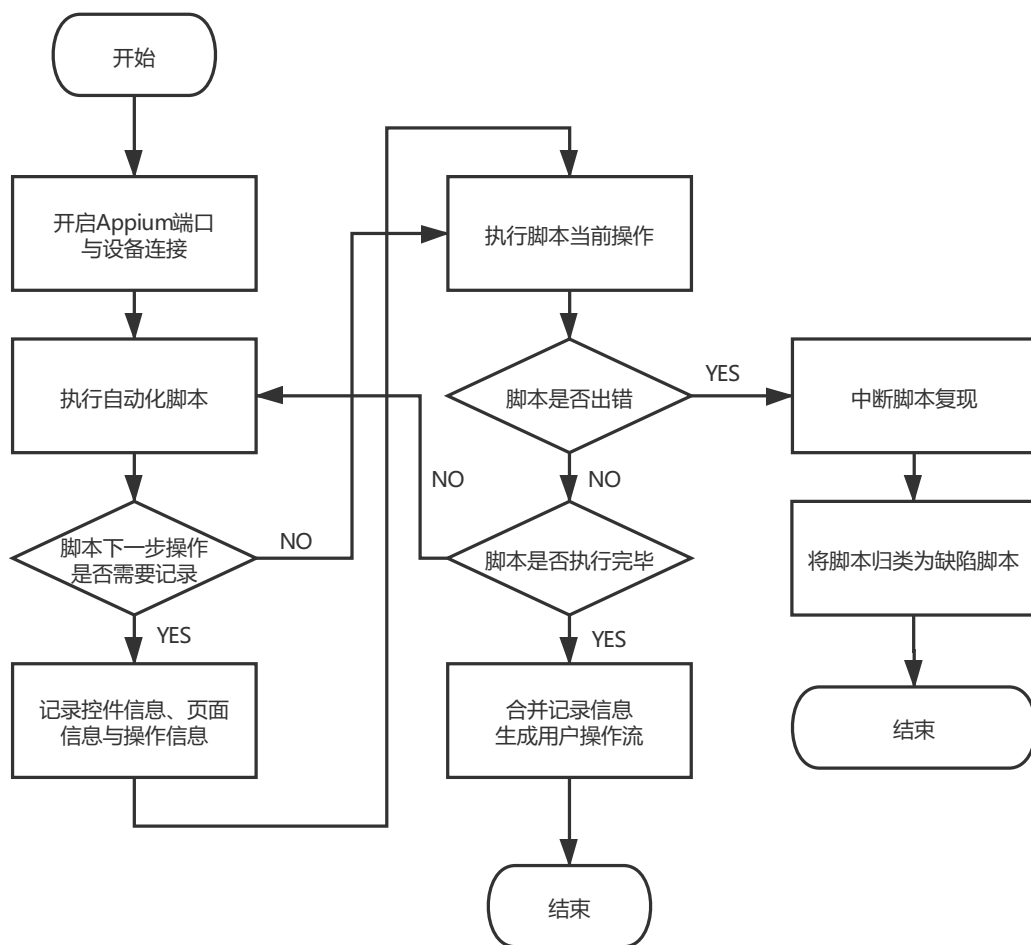 开始
开启Appium端口
与设备连接
执行自动化脚本
脚本下一步操作
是否需要记录
NO
YES
记录控件信息、页面
信息与操作信息
执行脚本当前操作
脚本是否出错
YES
NO
脚本是否执行完毕
NO
YES
合并记录信息
生成用户操作流
结束
中断脚本复现
将脚本归类为缺陷脚本
结束